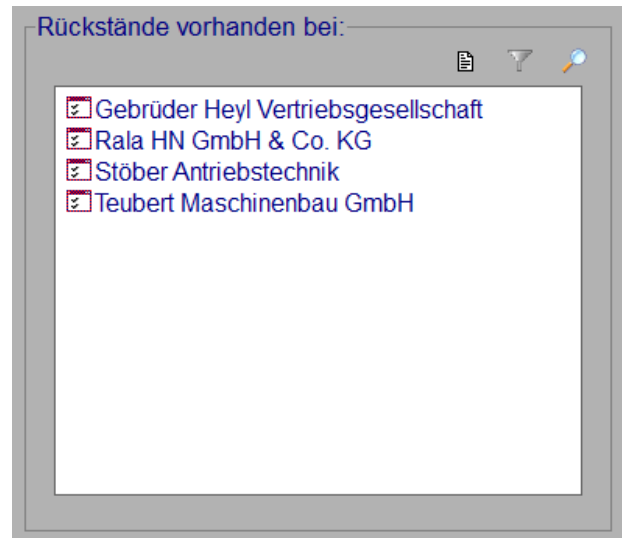 Rückstände vorhanden bei:
Gebrüder Heyl Vertriebsgesellschaft
Rala HN GmbH & Co. KG
Stöber Antriebstechnik
Teubert Maschinenbau GmbH